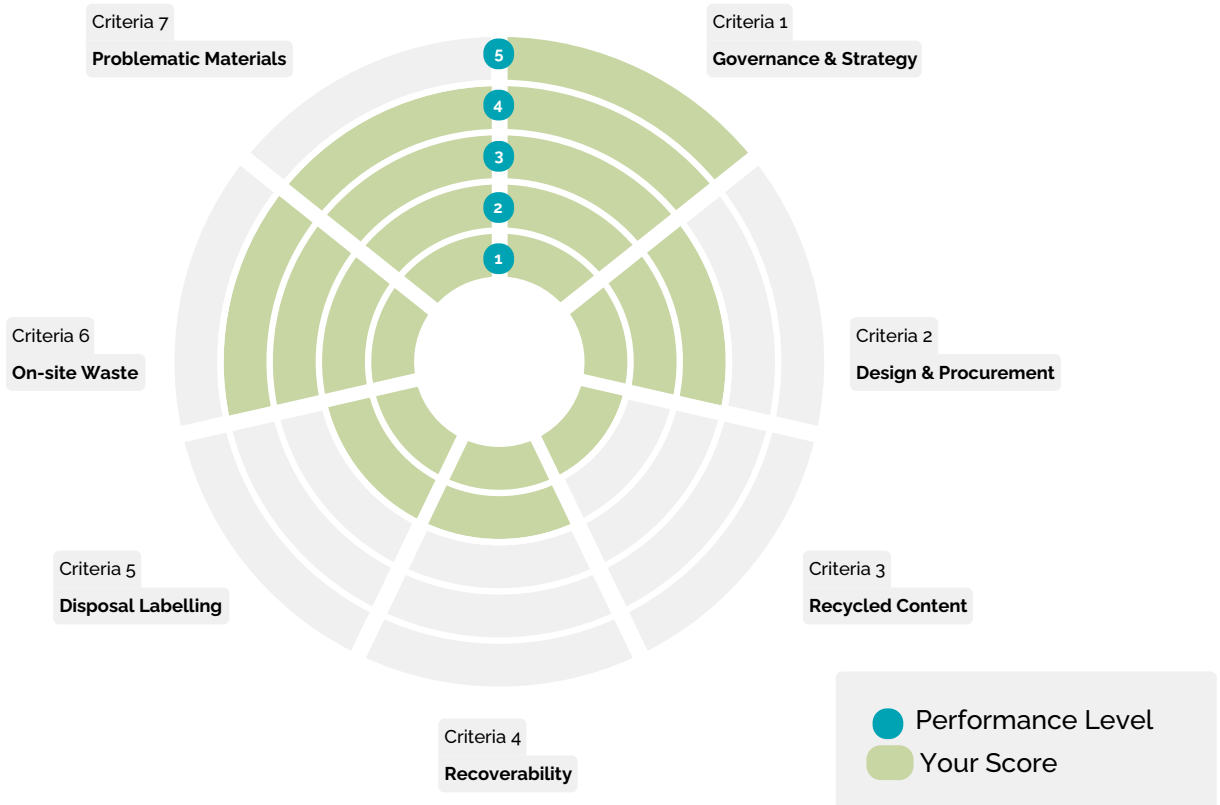 Criteria 7
Problematic Materials
Criteria 1
Governance & Strategy
5
4
3
2
1
Criteria 6
On-site Waste
Criteria 2
Design & Procurement
Criteria 5
Disposal Labelling
Criteria 3
Recycled Content
Criteria 4
Recoverability
Performance Level
Your Score